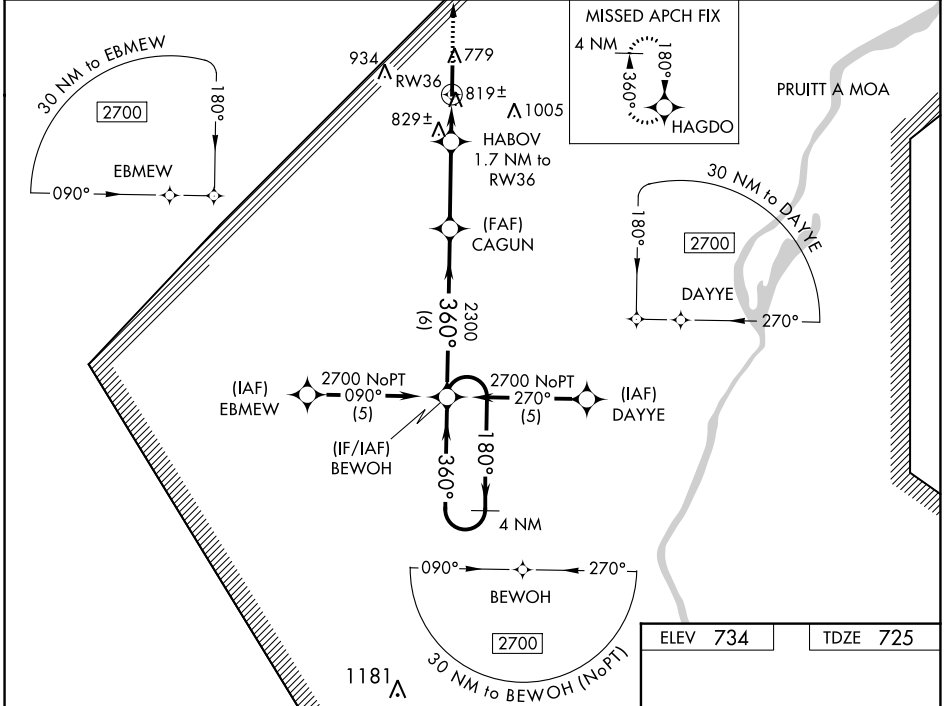 30 NM to EBMEW
2700
180°
EBMEW
090°
934
779
RW36
819±
1005
829±
HABOV
1.7 NM to
RW36
MISSED APCH FIX
4 NM
180°
360°
HAGDO
PRUITT A MOA
(FAF)
CAGUN
30 NM to DAYYE
180°
2700
DAYYE
270°
2300
360°
(6)
(IAF)
EBMEW
2700 NoPT
090°
(5)
2700 NoPT
270°
(5)
(IAF)
DAYYE
(IF/IAF)
BEWOH
360°
180°
4 NM
090°
270°
BEWOH
2700
30 NM to BEWOH (NoPT)
1181
ELEV 734
TDZE 725